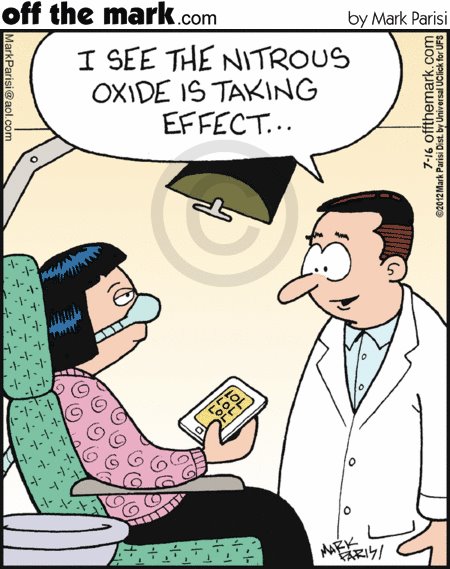 off the mark.com
by Mark Parisi
MarkParisi@aol.com
I SEE THE NITROUS
OXIDE IS TAKING
EFFECT...
7-16 offthemark.com
©2012 Mark Parisi Dist. by Universal UClick for UFS
©
LOL
LOL
LOL
MARK
PARISI